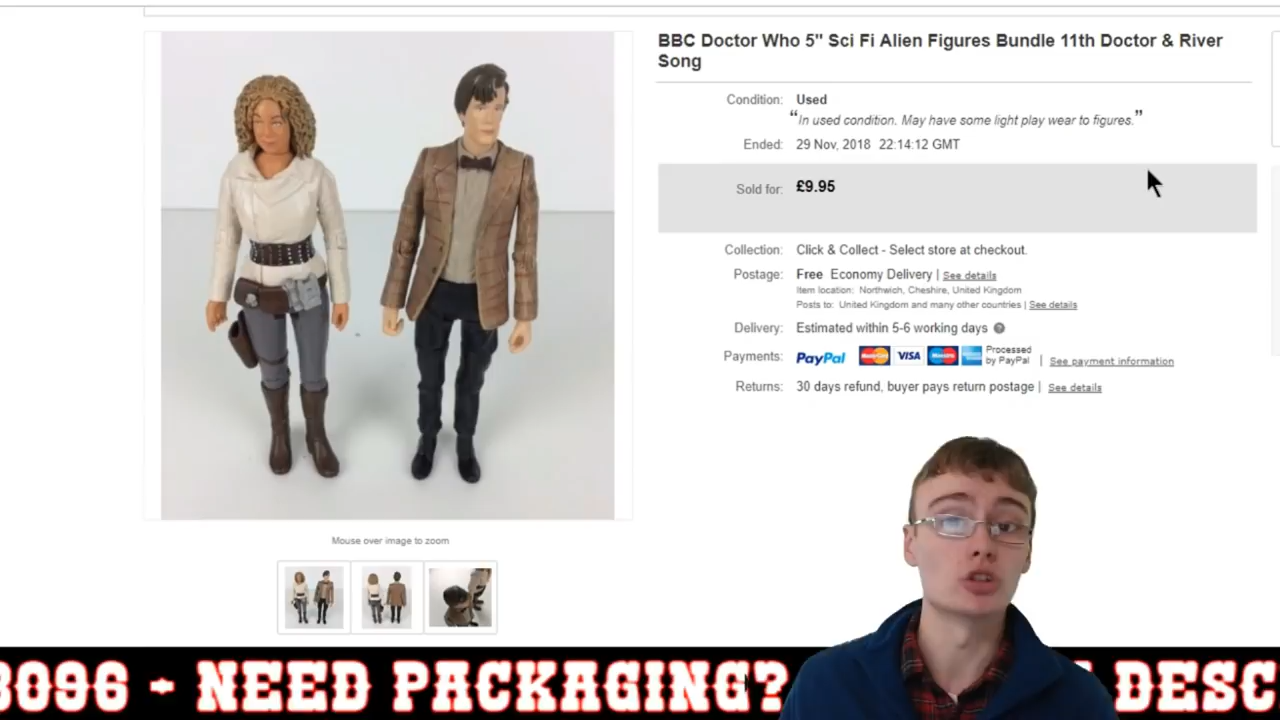 BBC Doctor Who 5" Sci Fi Alien Figures Bundle 11th Doctor & River
Song
Condition: Used
"In used condition. May have some light play wear to figures."
Ended: 29 Nov, 2018 22:14:12 GMT
Sold for: £9.95
Collection: Click & Collect - Select store at checkout.
Postage: Free Economy Delivery | See details
Item location: Northwich, Cheshire, United Kingdom
Posts to: United Kingdom and many other countries | See details
Delivery: Estimated within 5-6 working days ?
Payments: PayPal MasterCard VISA Maestro Processed by PayPal | See payment information
Returns: 30 days refund, buyer pays return postage | See details
Mouse over image to zoom
3096 - NEED PACKAGING? DESC